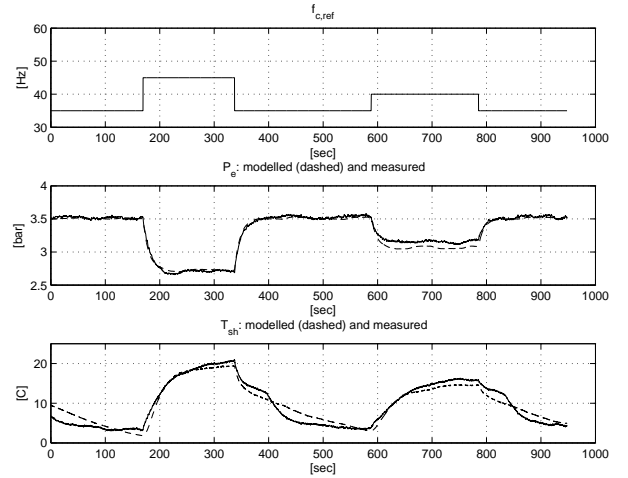 f_c,ref
60
50
40
30
[Hz]
0 100 200 300 400 500 600 700 800 900 1000
[sec]
P_e: modelled (dashed) and measured
4
3.5
3
2.5
[bar]
0 100 200 300 400 500 600 700 800 900 1000
[sec]
T_sh: modelled (dashed) and measured
20
10
0
[C]
0 100 200 300 400 500 600 700 800 900 1000
[sec]